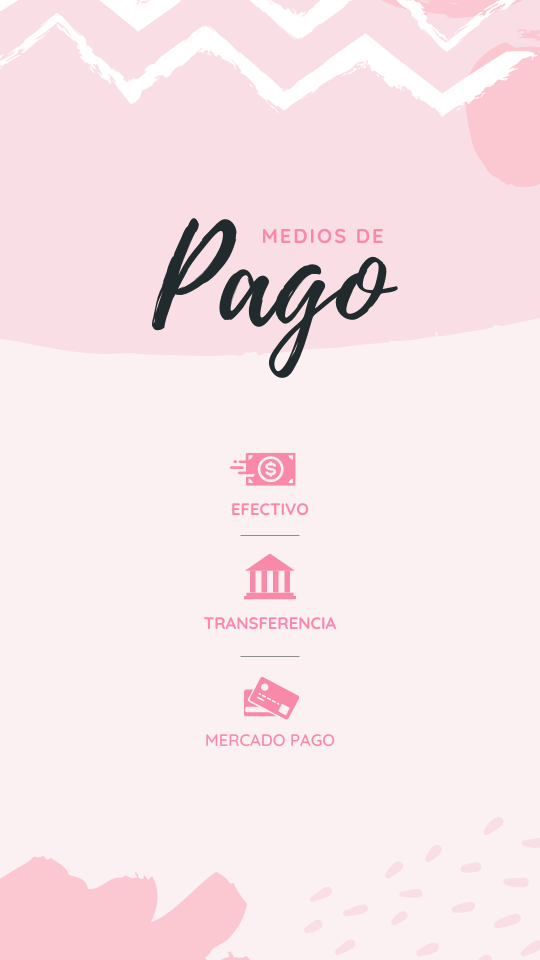 MEDIOS DE
Pago
EFECTIVO
TRANSFERENCIA
MERCADO PAGO